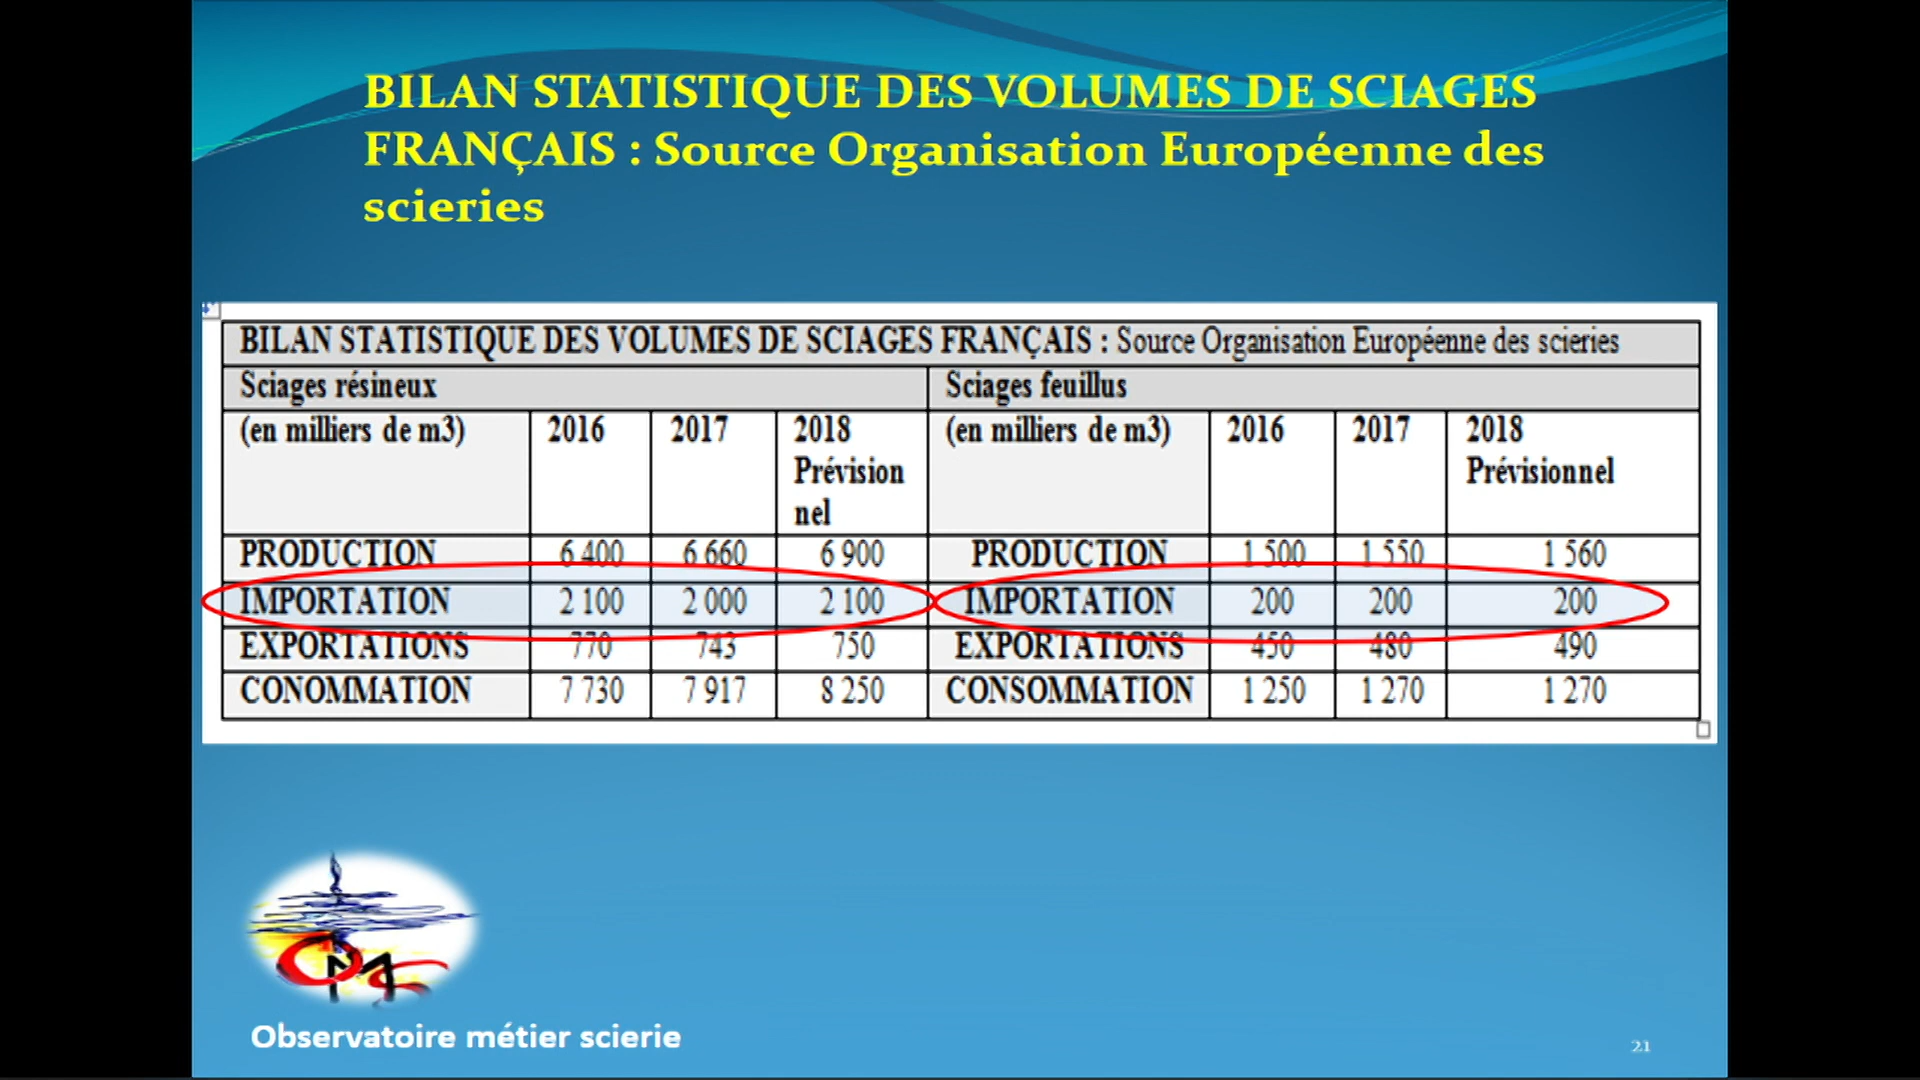 BILAN STATISTIQUE DES VOLUMES DE SCIAGES
FRANÇAIS : Source Organisation Européenne des
scieries
BILAN STATISTIQUE DES VOLUMES DE SCIAGES FRANÇAIS : Source Organisation Européenne des scieries
Sciages résineux Sciages feuillus
(en milliers de m3) 2016 2017 2018 (en milliers de m3) 2016 2017 2018
Prévision Prévisionnel
nel
PRODUCTION 6 400 6 660 6 900 PRODUCTION 1 500 1 550 1 560
IMPORTATION 2 100 2 000 2 100 IMPORTATION 200 200 200
EXPORTATIONS 770 743 750 EXPORTATIONS 450 480 490
CONOMMATION 7 730 7 917 8 250 CONSOMMATION 1 250 1 270 1 270
OMS
Observatoire métier scierie
21